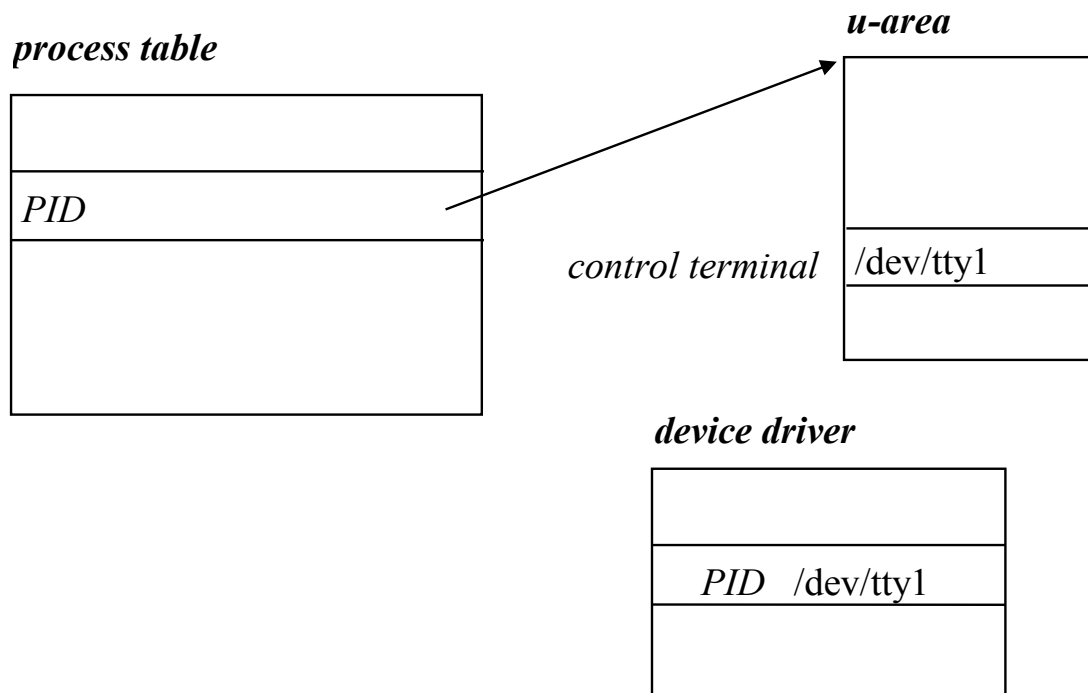 process table
u-area
PID
control terminal
/dev/tty1
device driver
PID /dev/tty1